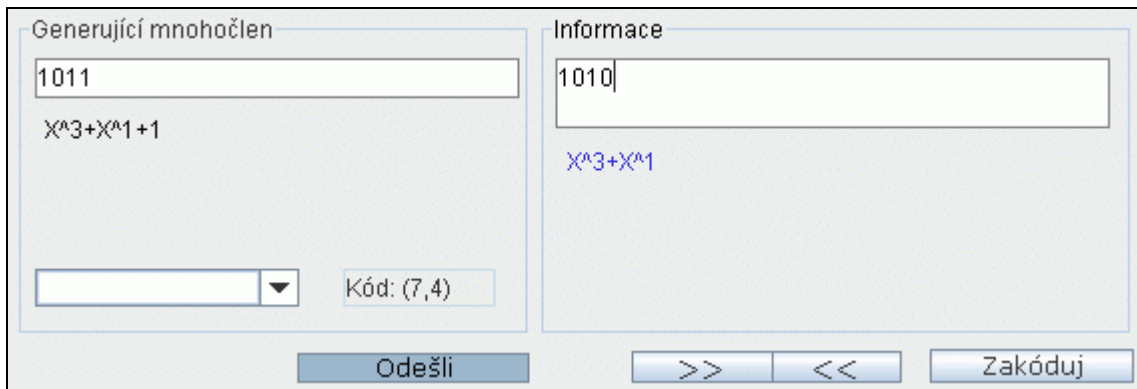 Generující mnohočlen
1011
X^3+X^1+1
Kód: (7,4)
Informace
1010
X^3+X^1
Odešli
>>
<<
Zakóduj